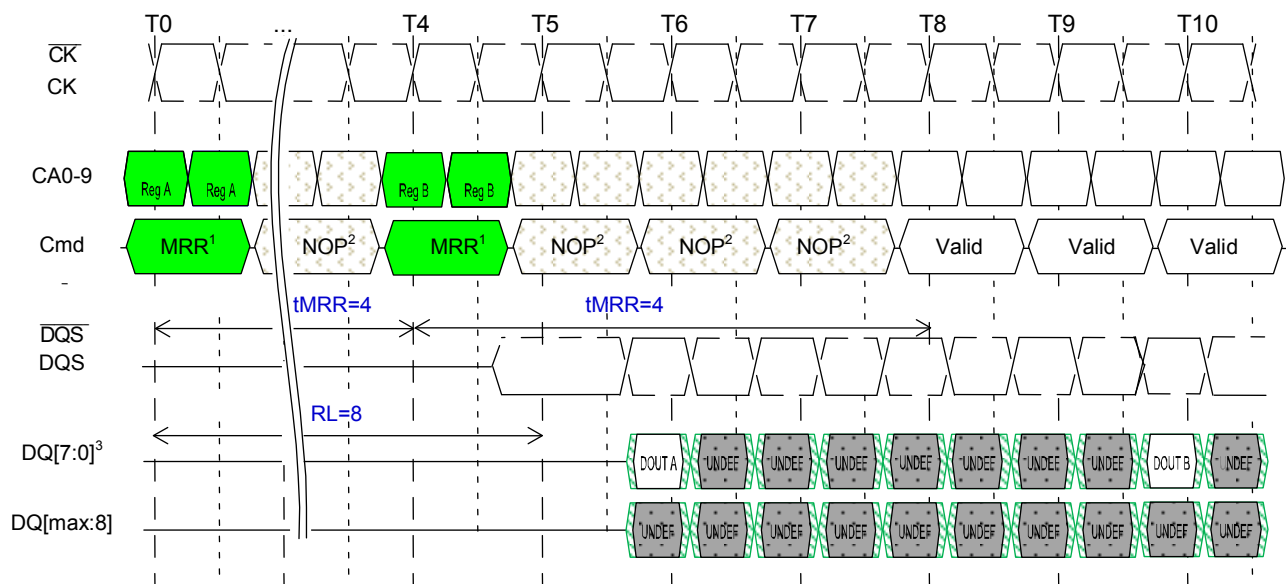 T0 ... T4 T5 T6 T7 T8 T9 T10
CK
CK
CA0-9 Reg A Reg A Reg B Reg B
Cmd MRR¹ NOP² MRR¹ NOP² NOP² NOP² Valid Valid Valid
-
tMRR=4 tMRR=4
DQS
DQS
RL=8
DQ[7:0]³ DOUT A UNDEF UNDEF UNDEF UNDEF UNDEF UNDEF UNDEF DOUT B UNDEF
DQ[max:8] UNDEF UNDEF UNDEF UNDEF UNDEF UNDEF UNDEF UNDEF UNDEF UNDEF